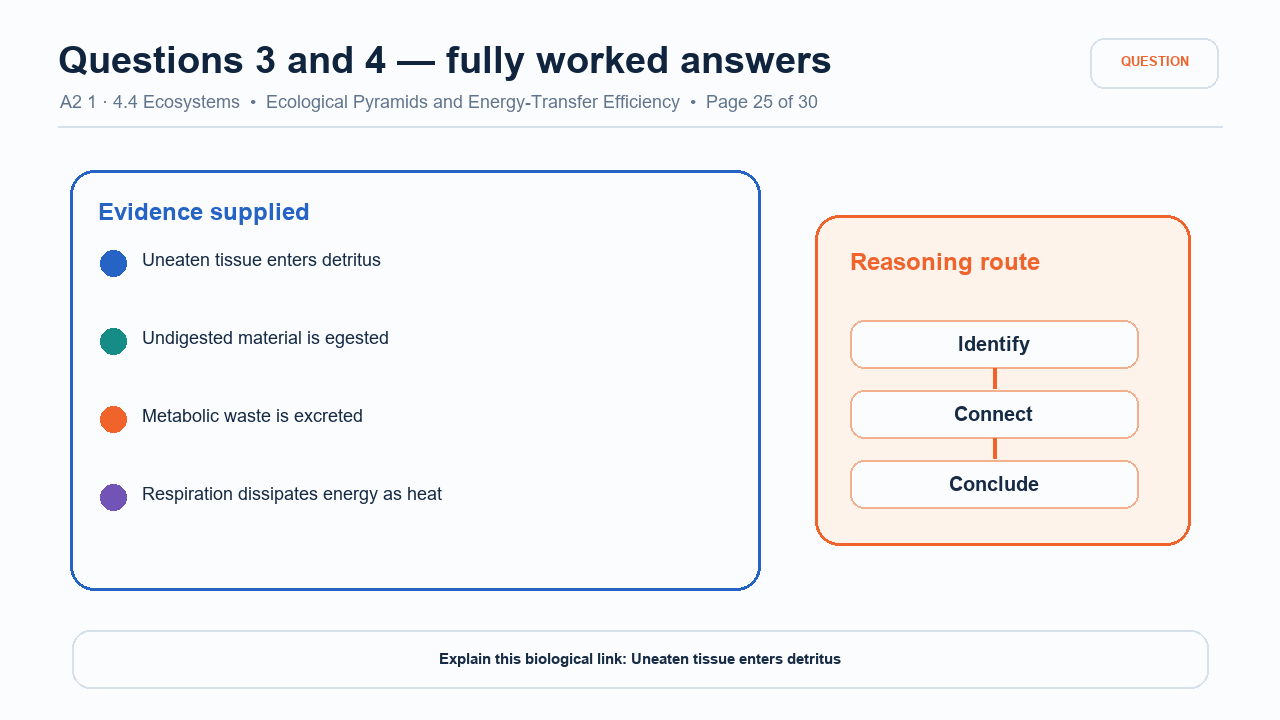 Questions 3 and 4 — fully worked answers
QUESTION
A2 1 · 4.4 Ecosystems • Ecological Pyramids and Energy-Transfer Efficiency • Page 25 of 30
Evidence supplied
Uneaten tissue enters detritus
Undigested material is egested
Metabolic waste is excreted
Respiration dissipates energy as heat
Reasoning route
Identify
Connect
Conclude
Explain this biological link: Uneaten tissue enters detritus